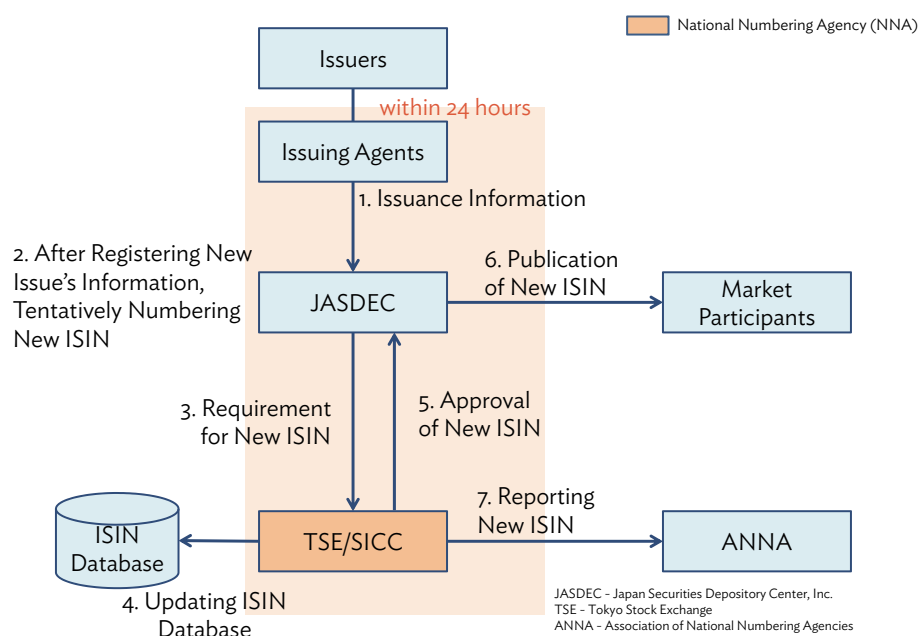 National Numbering Agency (NNA)
Issuers
within 24 hours
Issuing Agents
1. Issuance Information
2. After Registering New
Issue's Information,
Tentatively Numbering
New ISIN
JASDEC
6. Publication
of New ISIN
Market
Participants
3. Requirement
for New ISIN
5. Approval
of New ISIN
7. Reporting
New ISIN
ISIN
Database
TSE/SICC
ANNA
4. Updating ISIN
Database
JASDEC - Japan Securities Depository Center, Inc.
TSE - Tokyo Stock Exchange
ANNA - Association of National Numbering Agencies